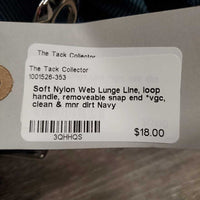 The Tack Collector
The Tack Collector
1001526-353
Soft Nylon Web Lunge Line, loop
handle, removeable snap end *vgc,
clean & mnr dirt Navy
3QHHQS
$18.00